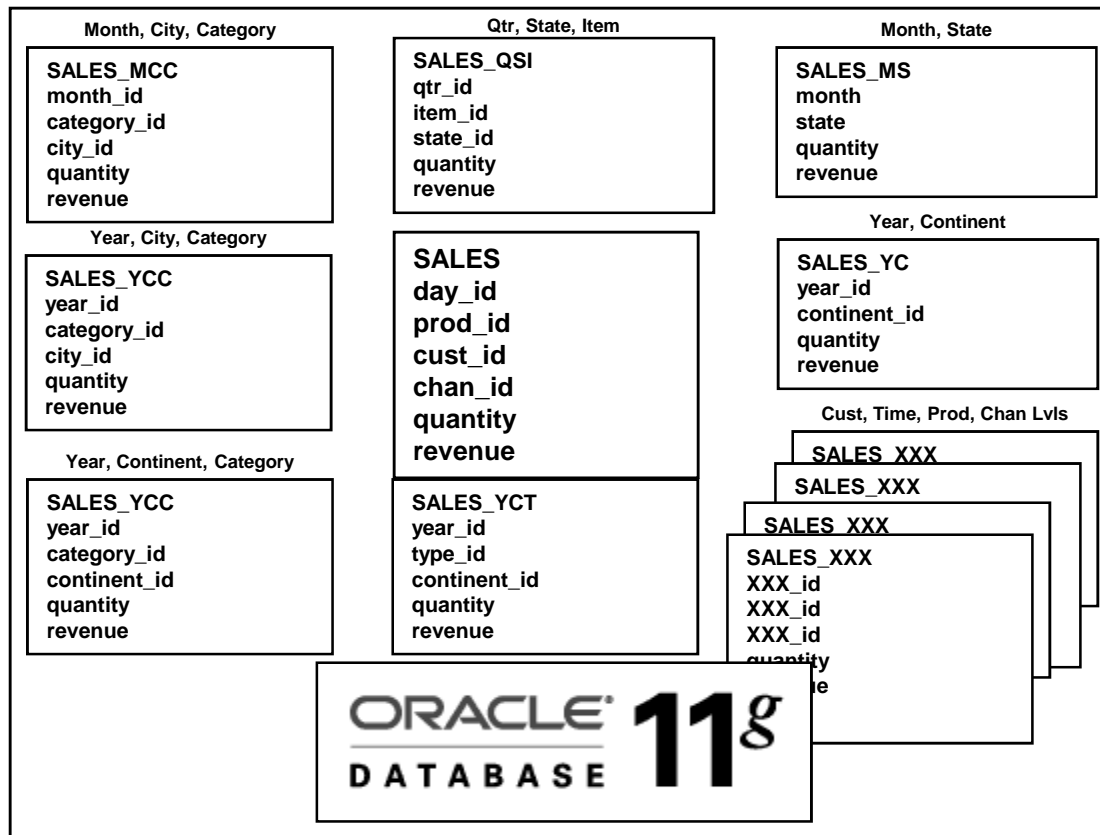 Month, City, Category
SALES_MCC
month_id
category_id
city_id
quantity
revenue
Year, City, Category
SALES_YCC
year_id
category_id
city_id
quantity
revenue
Year, Continent, Category
SALES_YCC
year_id
category_id
continent_id
quantity
revenue
Qtr, State, Item
SALES_QSI
qtr_id
item_id
state_id
quantity
revenue
SALES
day_id
prod_id
cust_id
chan_id
quantity
revenue
SALES_YCT
year_id
type_id
continent_id
quantity
revenue
Month, State
SALES_MS
month
state
quantity
revenue
Year, Continent
SALES_YC
year_id
continent_id
quantity
revenue
Cust, Time, Prod, Chan Lvls
SALES_XXX
SALES_XXX
SALES_XXX
SALES_XXX
XXX_id
XXX_id
XXX_id
quantity
ORACLE® 11g
DATABASE